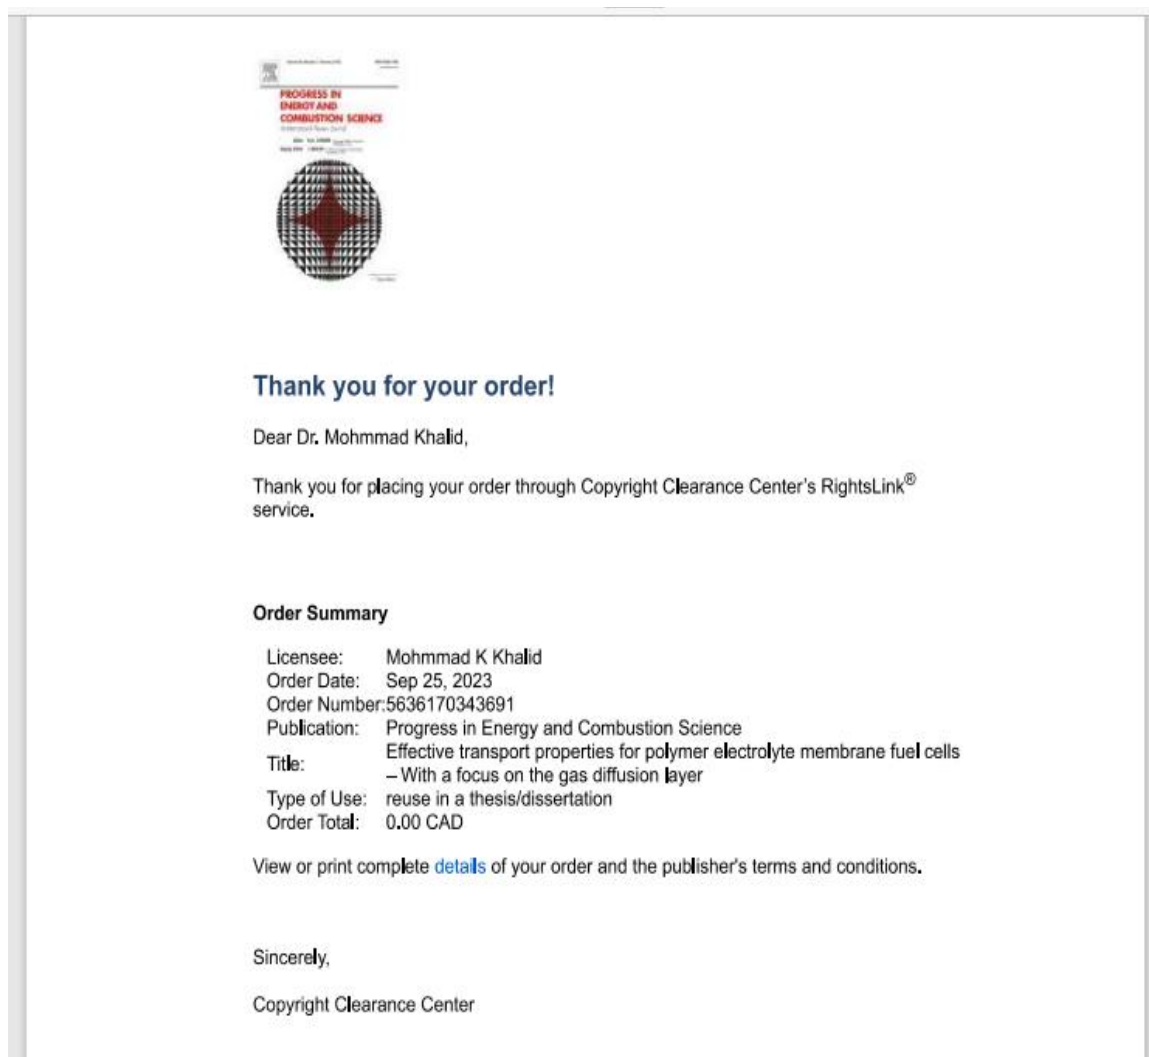 PROGRESS IN
ENERGY AND
COMBUSTION SCIENCE
Thank you for your order!
Dear Dr. Mohmmad Khalid,
Thank you for placing your order through Copyright Clearance Center's RightsLink®
service.
Order Summary
Licensee: Mohmmad K Khalid
Order Date: Sep 25, 2023
Order Number:5636170343691
Publication: Progress in Energy and Combustion Science
Title: Effective transport properties for polymer electrolyte membrane fuel cells
– With a focus on the gas diffusion layer
Type of Use: reuse in a thesis/dissertation
Order Total: 0.00 CAD
View or print complete details of your order and the publisher's terms and conditions.
Sincerely,
Copyright Clearance Center